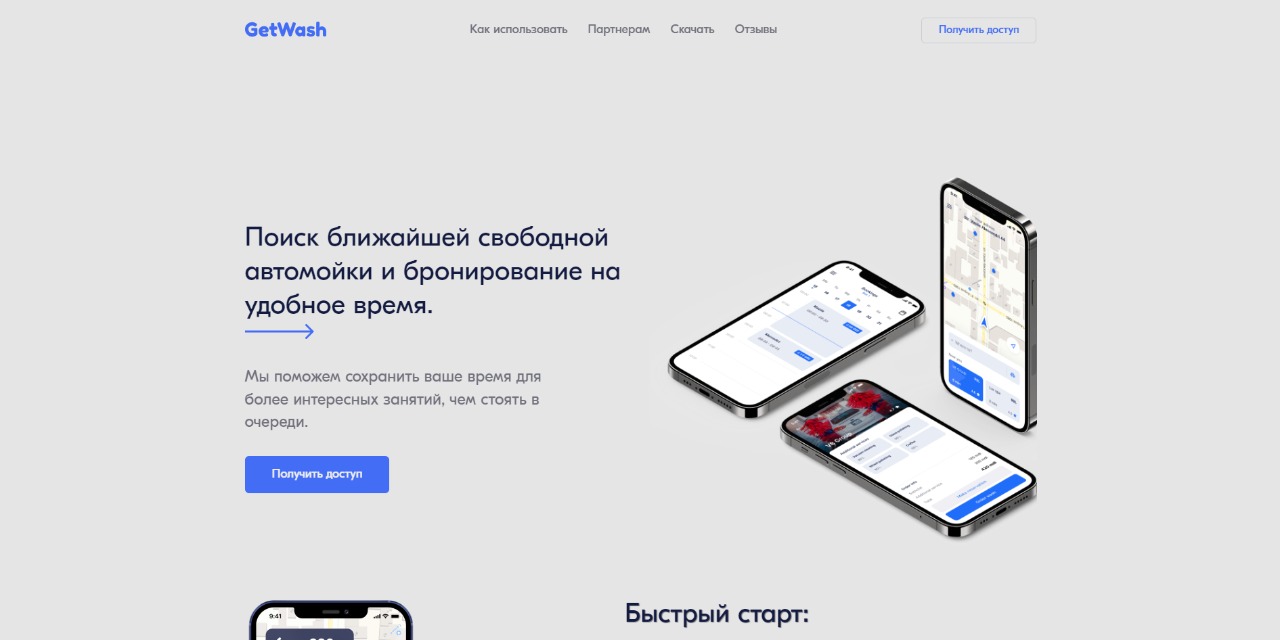 GetWash
Как использовать
Партнерам
Скачать
Отзывы
Получить доступ
Поиск ближайшей свободной
автомойки и бронирование на
удобное время.
Мы поможем сохранить ваше время для
более интересных занятий, чем стоять в
очереди.
Получить доступ
Быстрый старт:
9:41